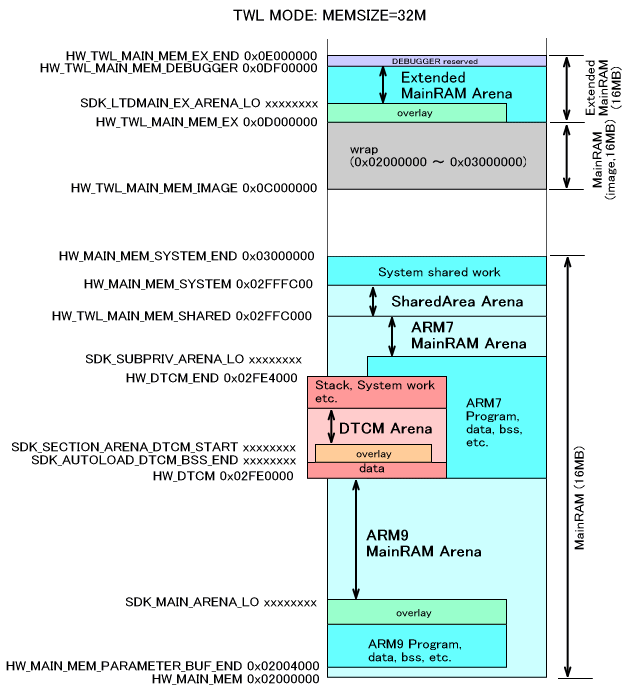 TWL MODE: MEMSIZE=32M
HW_TWL_MAIN_MEM_EX_END 0x0E000000
DEBUGGER reserved
HW_TWL_MAIN_MEM_DEBUGGER 0x0DF00000
Extended
MainRAM Arena
SDK_LTDMAIN_EX_ARENA_LO xxxxxxxx
overlay
HW_TWL_MAIN_MEM_EX 0x0D000000
Extended
MainRAM
(16MB)
wrap
(0x02000000 ～ 0x03000000)
MainRAM
(image,16MB)
HW_TWL_MAIN_MEM_IMAGE 0x0C000000
HW_MAIN_MEM_SYSTEM_END 0x03000000
System shared work
HW_MAIN_MEM_SYSTEM 0x02FFFC00
SharedArea Arena
HW_TWL_MAIN_MEM_SHARED 0x02FFC000
ARM7
MainRAM Arena
SDK_SUBPRIV_ARENA_LO xxxxxxxx
HW_DTCM_END 0x02FE4000
Stack, System work
etc.
ARM7
Program,
data, bss,
etc.
DTCM Arena
SDK_SECTION_ARENA_DTCM_START xxxxxxxx
overlay
SDK_AUTOLOAD_DTCM_BSS_END xxxxxxxx
data
HW_DTCM 0x02FE0000
MainRAM (16MB)
ARM9
MainRAM Arena
SDK_MAIN_ARENA_LO xxxxxxxx
overlay
ARM9 Program,
data, bss, etc.
HW_MAIN_MEM_PARAMETER_BUF_END 0x02004000
HW_MAIN_MEM 0x02000000